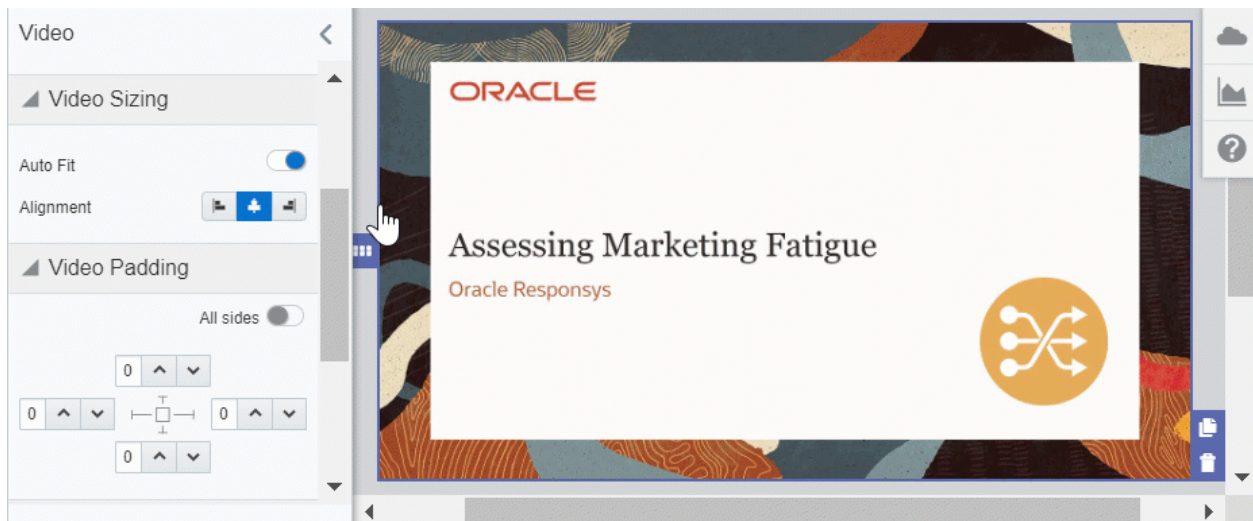 Video
Video Sizing
Auto Fit
Alignment
Video Padding
All sides
0
0
0
0
ORACLE
Assessing Marketing Fatigue
Oracle Responsys
?